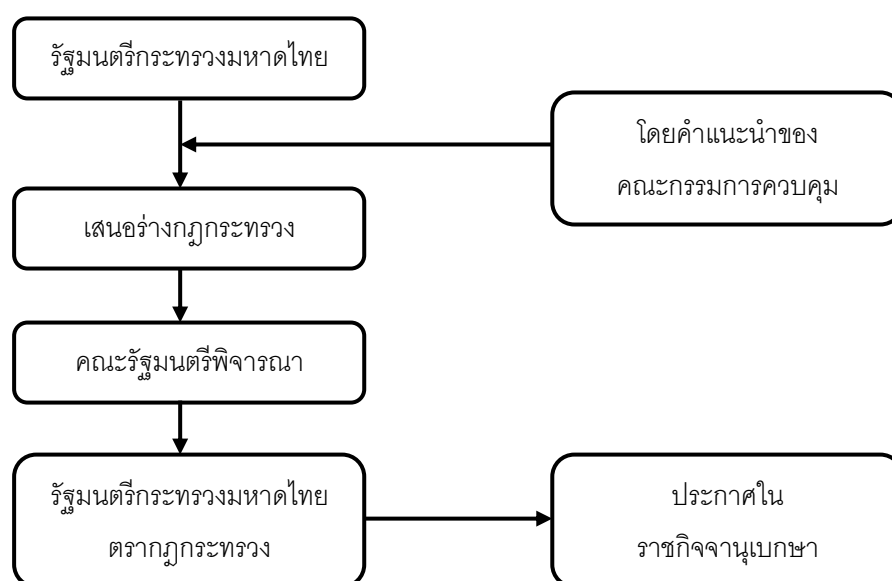 รัฐมนตรีกระทรวงมหาดไทย
โดยคำแนะนำของ
คณะกรรมการควบคุม
เสนอร่างกฎกระทรวง
คณะรัฐมนตรีพิจารณา
รัฐมนตรีกระทรวงมหาดไทย
ตรากฎกระทรวง
ประกาศใน
ราชกิจจานุเบกษา